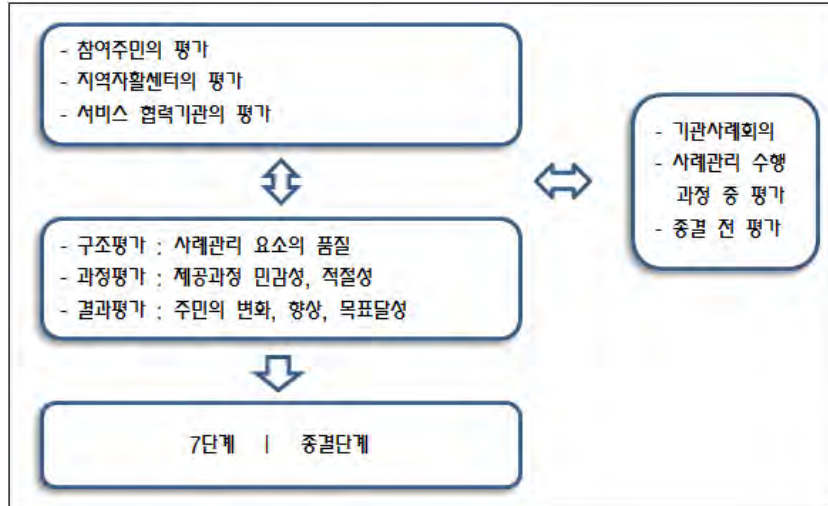 - 참여주민의 평가
- 지역자활센터의 평가
- 서비스 협력기관의 평가
- 기관사례회의
- 사례관리 수행
과정 중 평가
- 종결 전 평가
- 구조평가 : 사례관리 요소의 품질
- 과정평가 : 제공과정 민감성, 적절성
- 결과평가 : 주민의 변화, 향상, 목표달성
7단계 | 종결단계